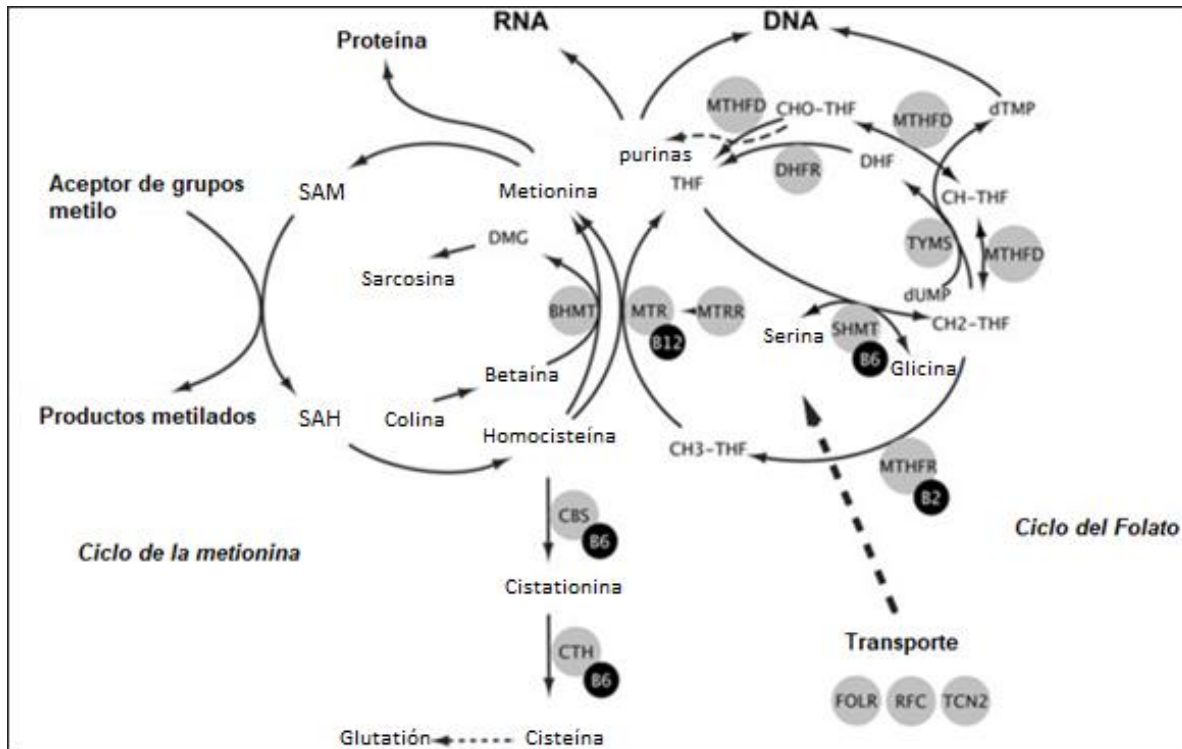 RNA
DNA
Proteína
MTHFD
CHO-THF
MTHFD
dTMP
purinas
THF
DHFR
DHF
CH-THF
Aceptor de grupos
metilo
SAM
Metionina
DMG
Sarcosina
TYMS
MTHFD
dUMP
BHMT
MTR
MTRR
B12
Serina
SHMT
B6
CH2-THF
Glicina
Betaína
Productos metilados
SAH
Colina
Homocisteína
CH3-THF
MTHFR
B2
CBS
B6
Ciclo de la metionina
Ciclo del Folato
Cistationina
CTH
B6
Transporte
FOLR
RFC
TCN2
Glutatión
Cisteína